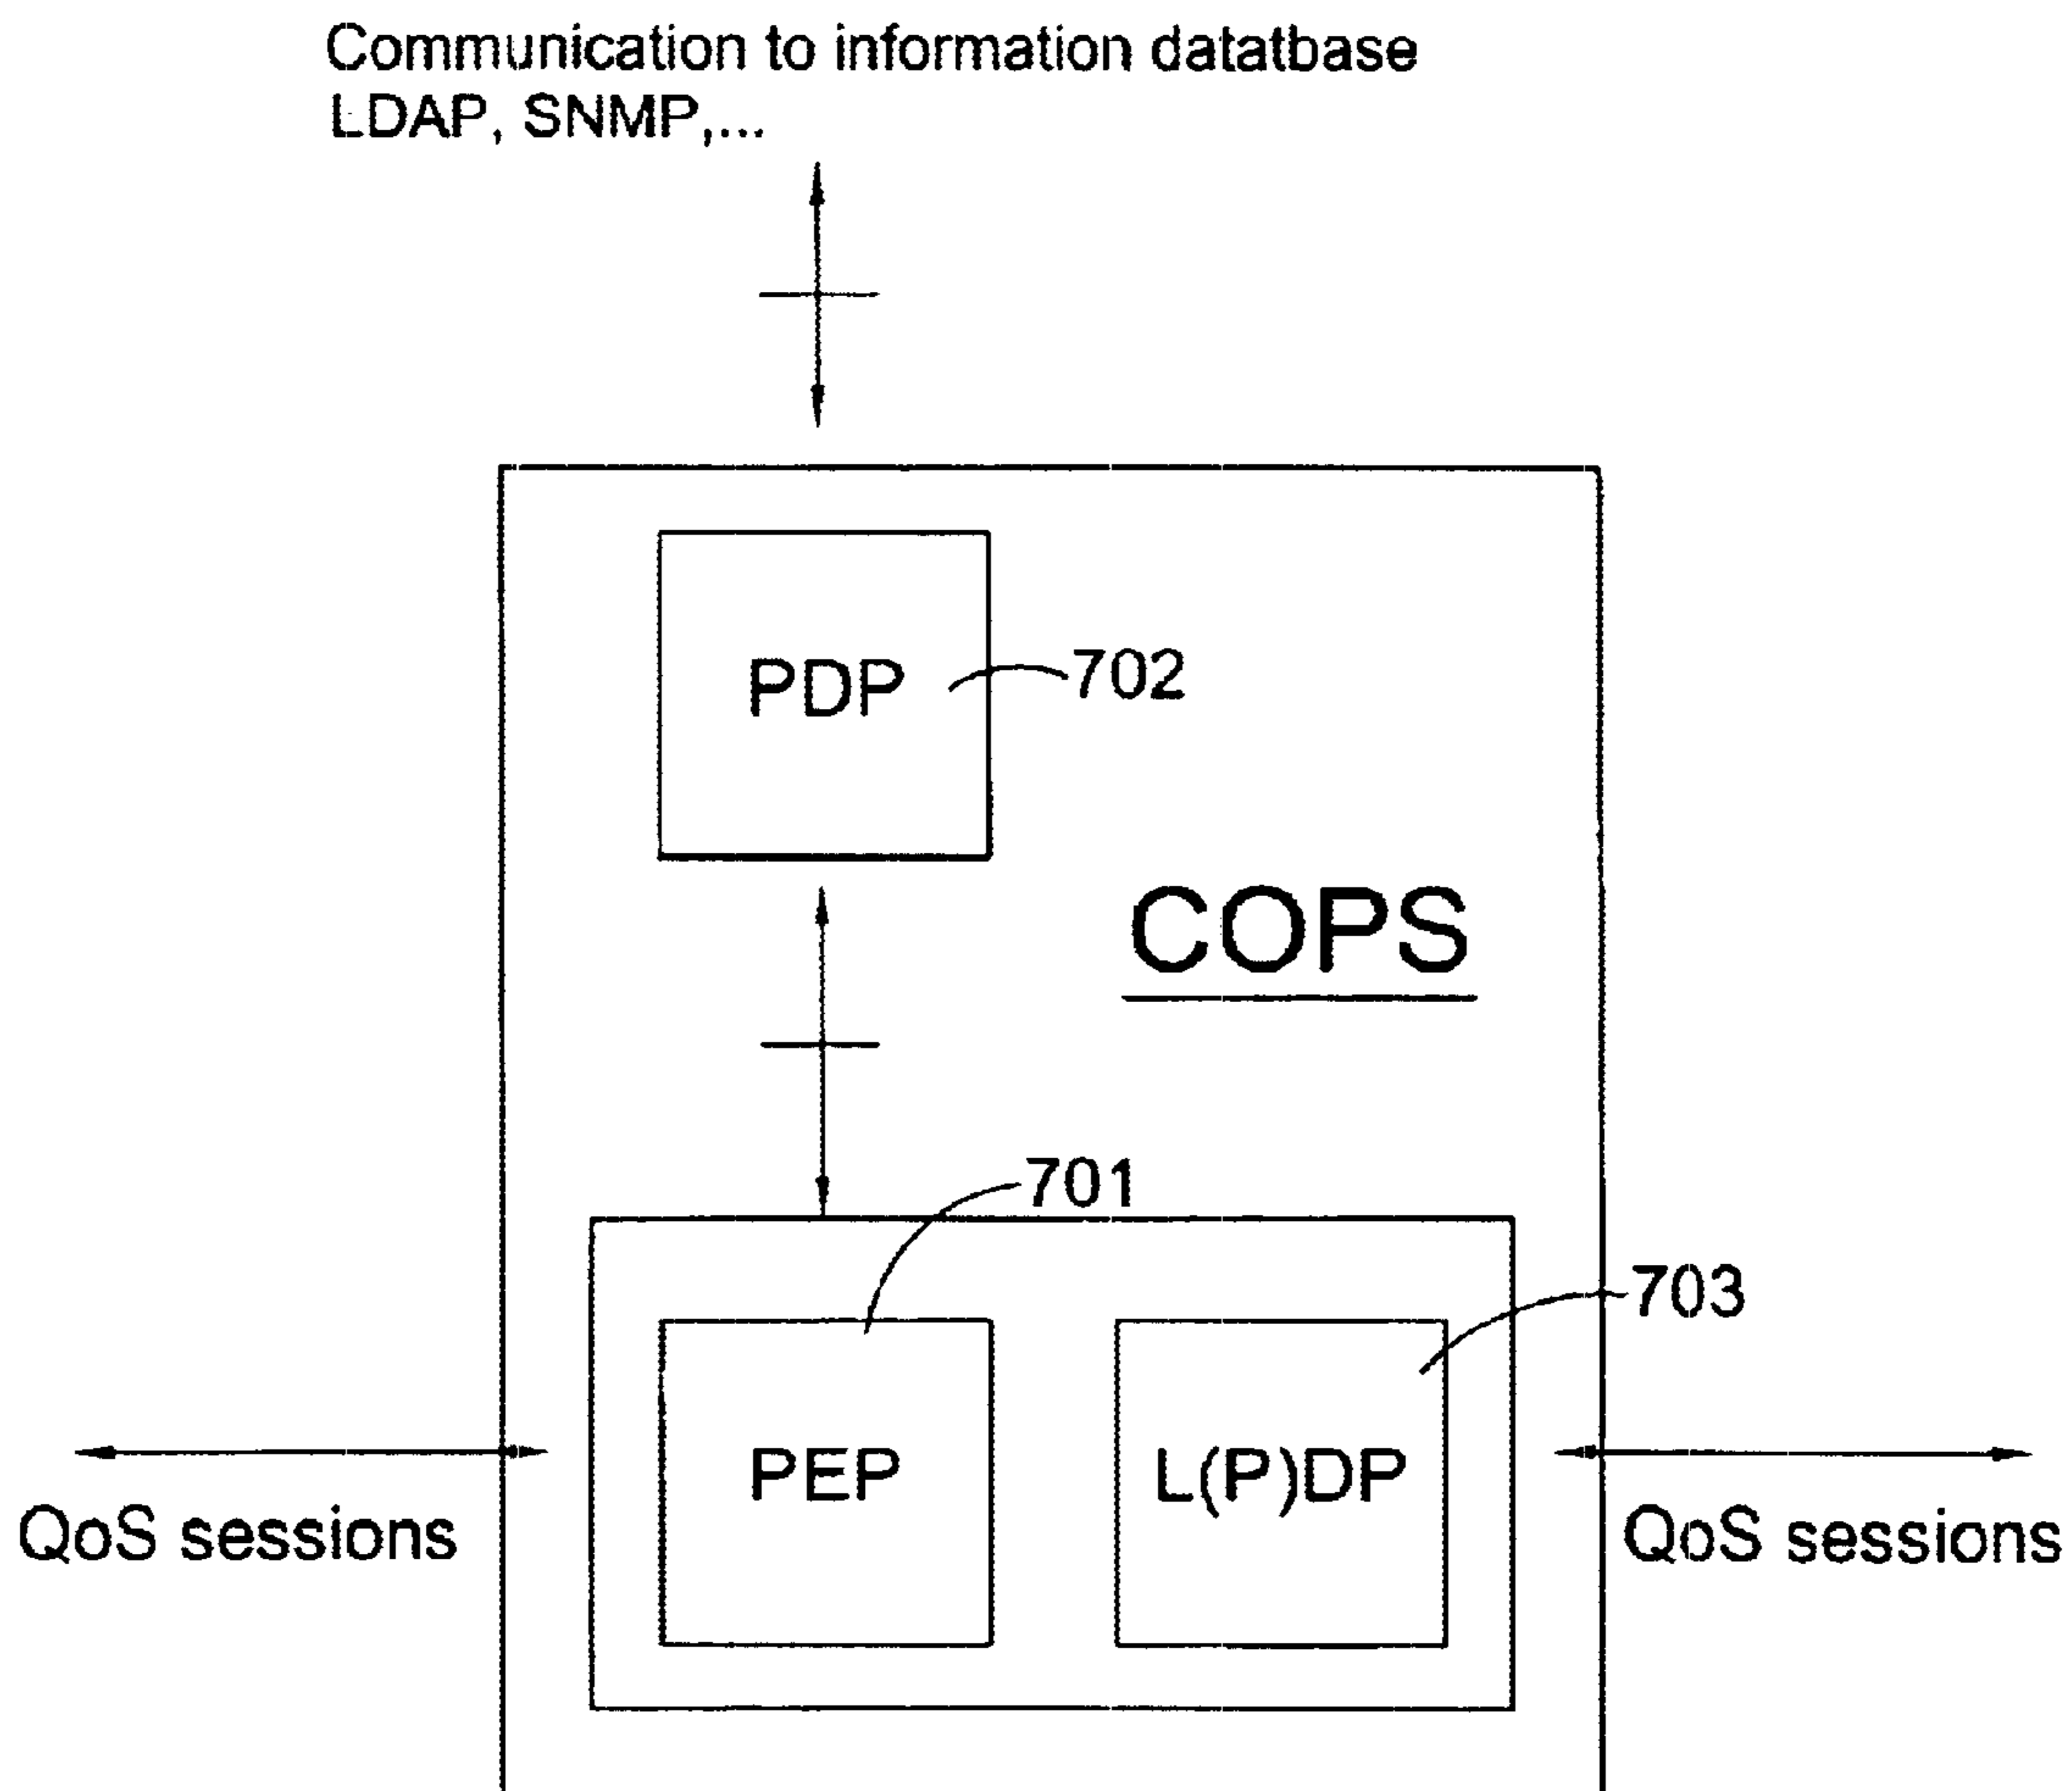 Communication to information datatbase
LDAP, SNMP,...
PDP
702
COPS
701
703
PEP
L(P)DP
QoS sessions
QoS sessions